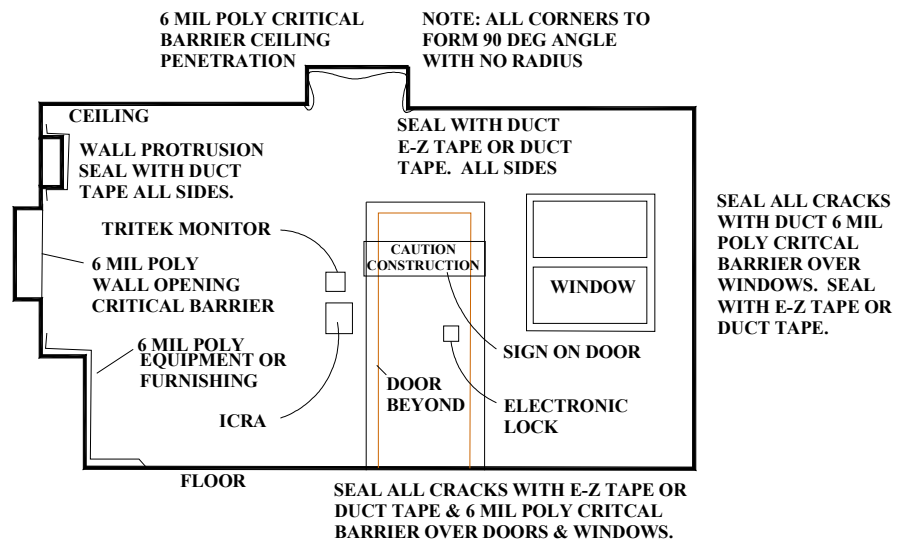 6 MIL POLY CRITICAL
BARRIER CEILING
PENETRATION
NOTE: ALL CORNERS TO
FORM 90 DEG ANGLE
WITH NO RADIUS
CEILING
SEAL WITH DUCT
E-Z TAPE OR DUCT
TAPE. ALL SIDES
WALL PROTRUSION
SEAL WITH DUCT
TAPE ALL SIDES.
SEAL ALL CRACKS
WITH DUCT 6 MIL
POLY CRITCAL
BARRIER OVER
WINDOWS. SEAL
WITH E-Z TAPE OR
DUCT TAPE.
TRITEK MONITOR
CAUTION
CONSTRUCTION
6 MIL POLY
WALL OPENING
CRITICAL BARRIER
WINDOW
6 MIL POLY
EQUIPMENT OR
FURNISHING
SIGN ON DOOR
DOOR
BEYOND
ICRA
ELECTRONIC
LOCK
FLOOR
SEAL ALL CRACKS WITH E-Z TAPE OR
DUCT TAPE & 6 MIL POLY CRITCAL
BARRIER OVER DOORS & WINDOWS.